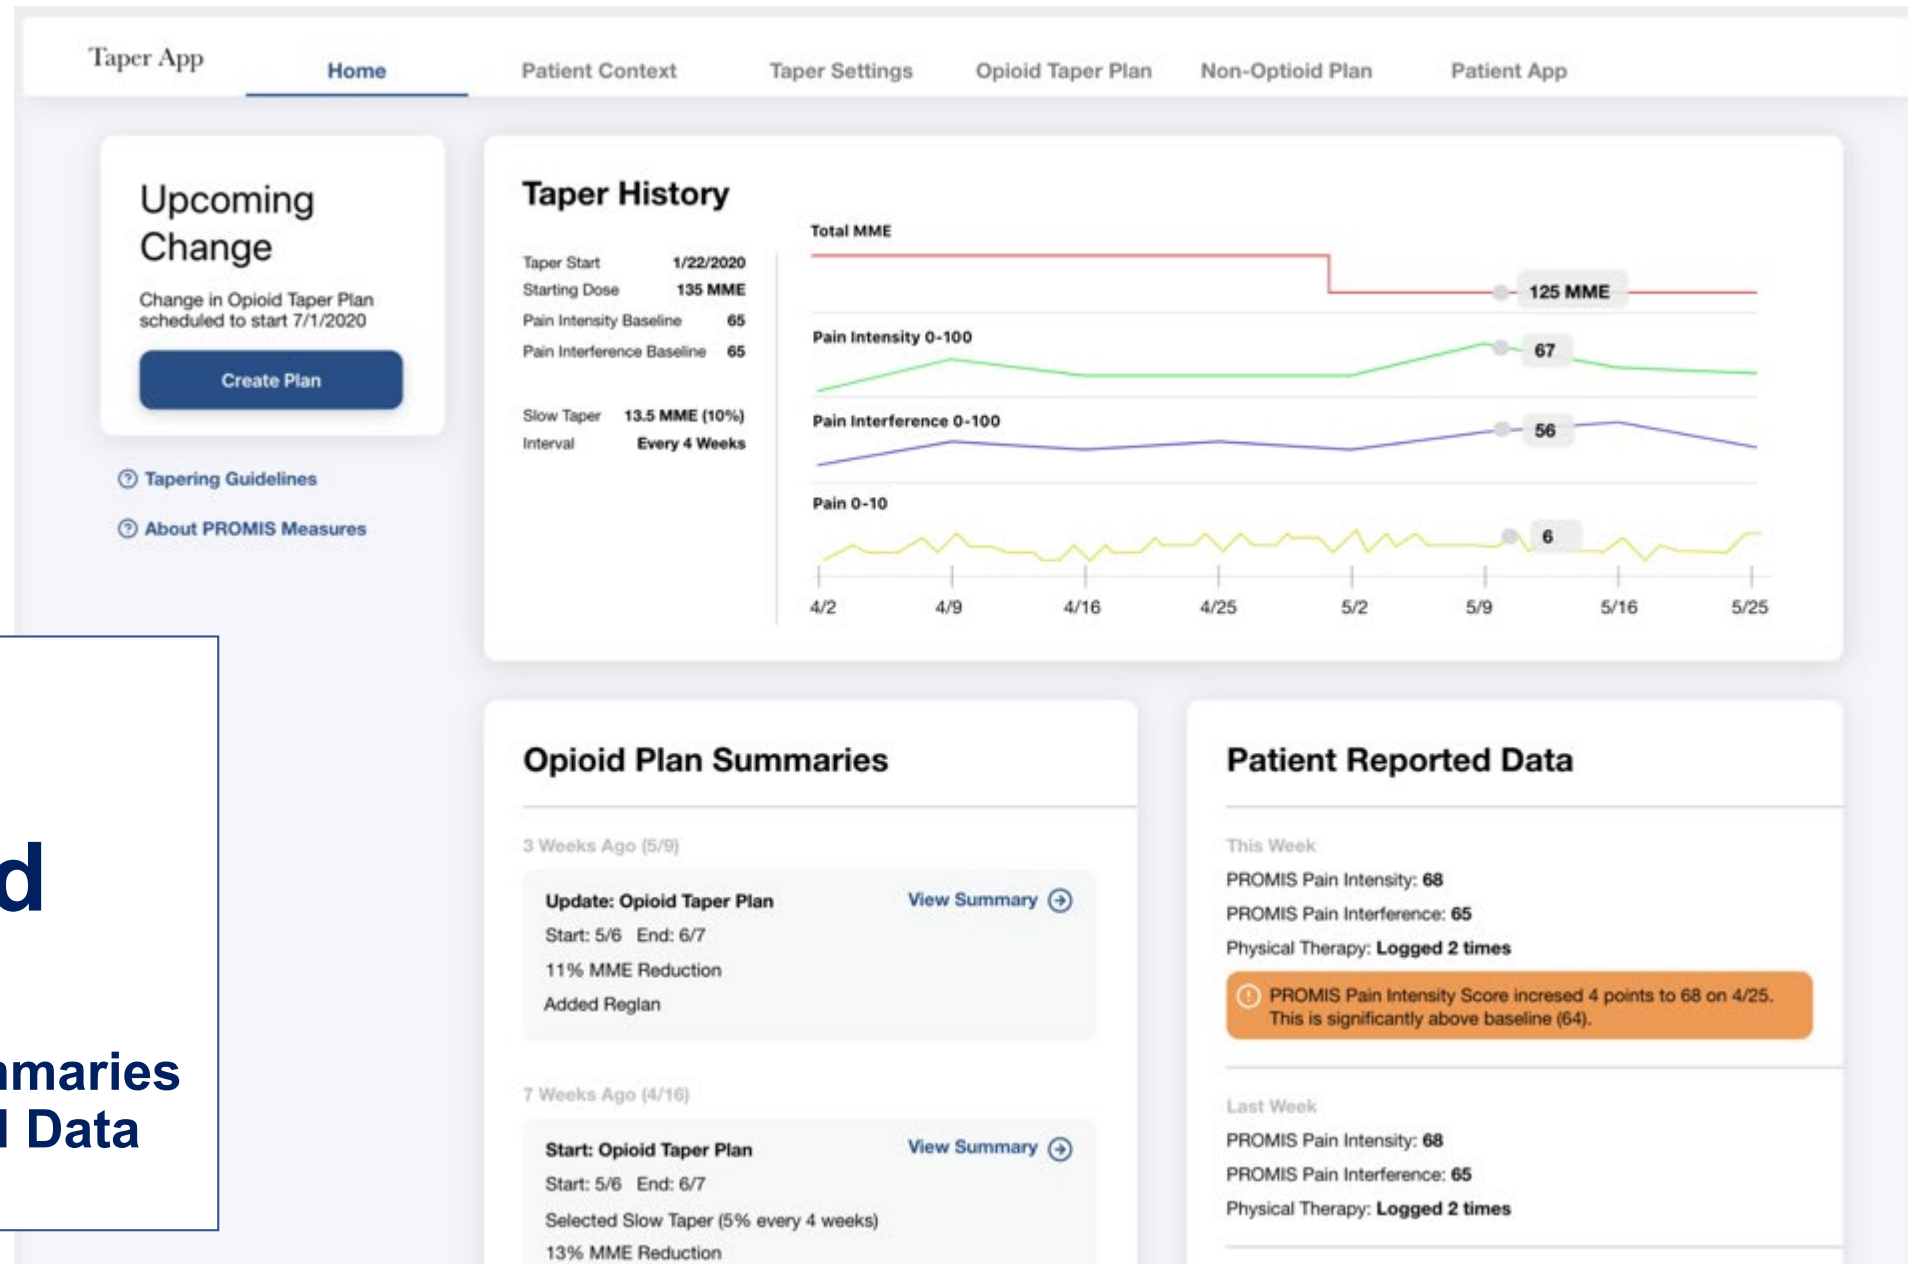 Taper App
Home
Patient Context
Taper Settings
Opioid Taper Plan
Non-Optioid Plan
Patient App
Upcoming
Change
Change in Opioid Taper Plan
scheduled to start 7/1/2020
Create Plan
Tapering Guidelines
About PROMIS Measures
Taper History
Taper Start 1/22/2020
Starting Dose 135 MME
Pain Intensity Baseline 65
Pain Interference Baseline 65
Slow Taper 13.5 MME (10%)
Interval Every 4 Weeks
Total MME
125 MME
Pain Intensity 0-100
67
Pain Interference 0-100
56
Pain 0-10
6
4/2 4/9 4/16 4/25 5/2 5/9 5/16 5/25
d
mmaries
Data
Opioid Plan Summaries
3 Weeks Ago (5/9)
Update: Opioid Taper Plan View Summary
Start: 5/6 End: 6/7
11% MME Reduction
Added Reglan
7 Weeks Ago (4/16)
Start: Opioid Taper Plan View Summary
Start: 5/6 End: 6/7
Selected Slow Taper (5% every 4 weeks)
13% MME Reduction
Patient Reported Data
This Week
PROMIS Pain Intensity: 68
PROMIS Pain Interference: 65
Physical Therapy: Logged 2 times
PROMIS Pain Intensity Score incresed 4 points to 68 on 4/25.
This is significantly above baseline (64).
Last Week
PROMIS Pain Intensity: 68
PROMIS Pain Interference: 65
Physical Therapy: Logged 2 times